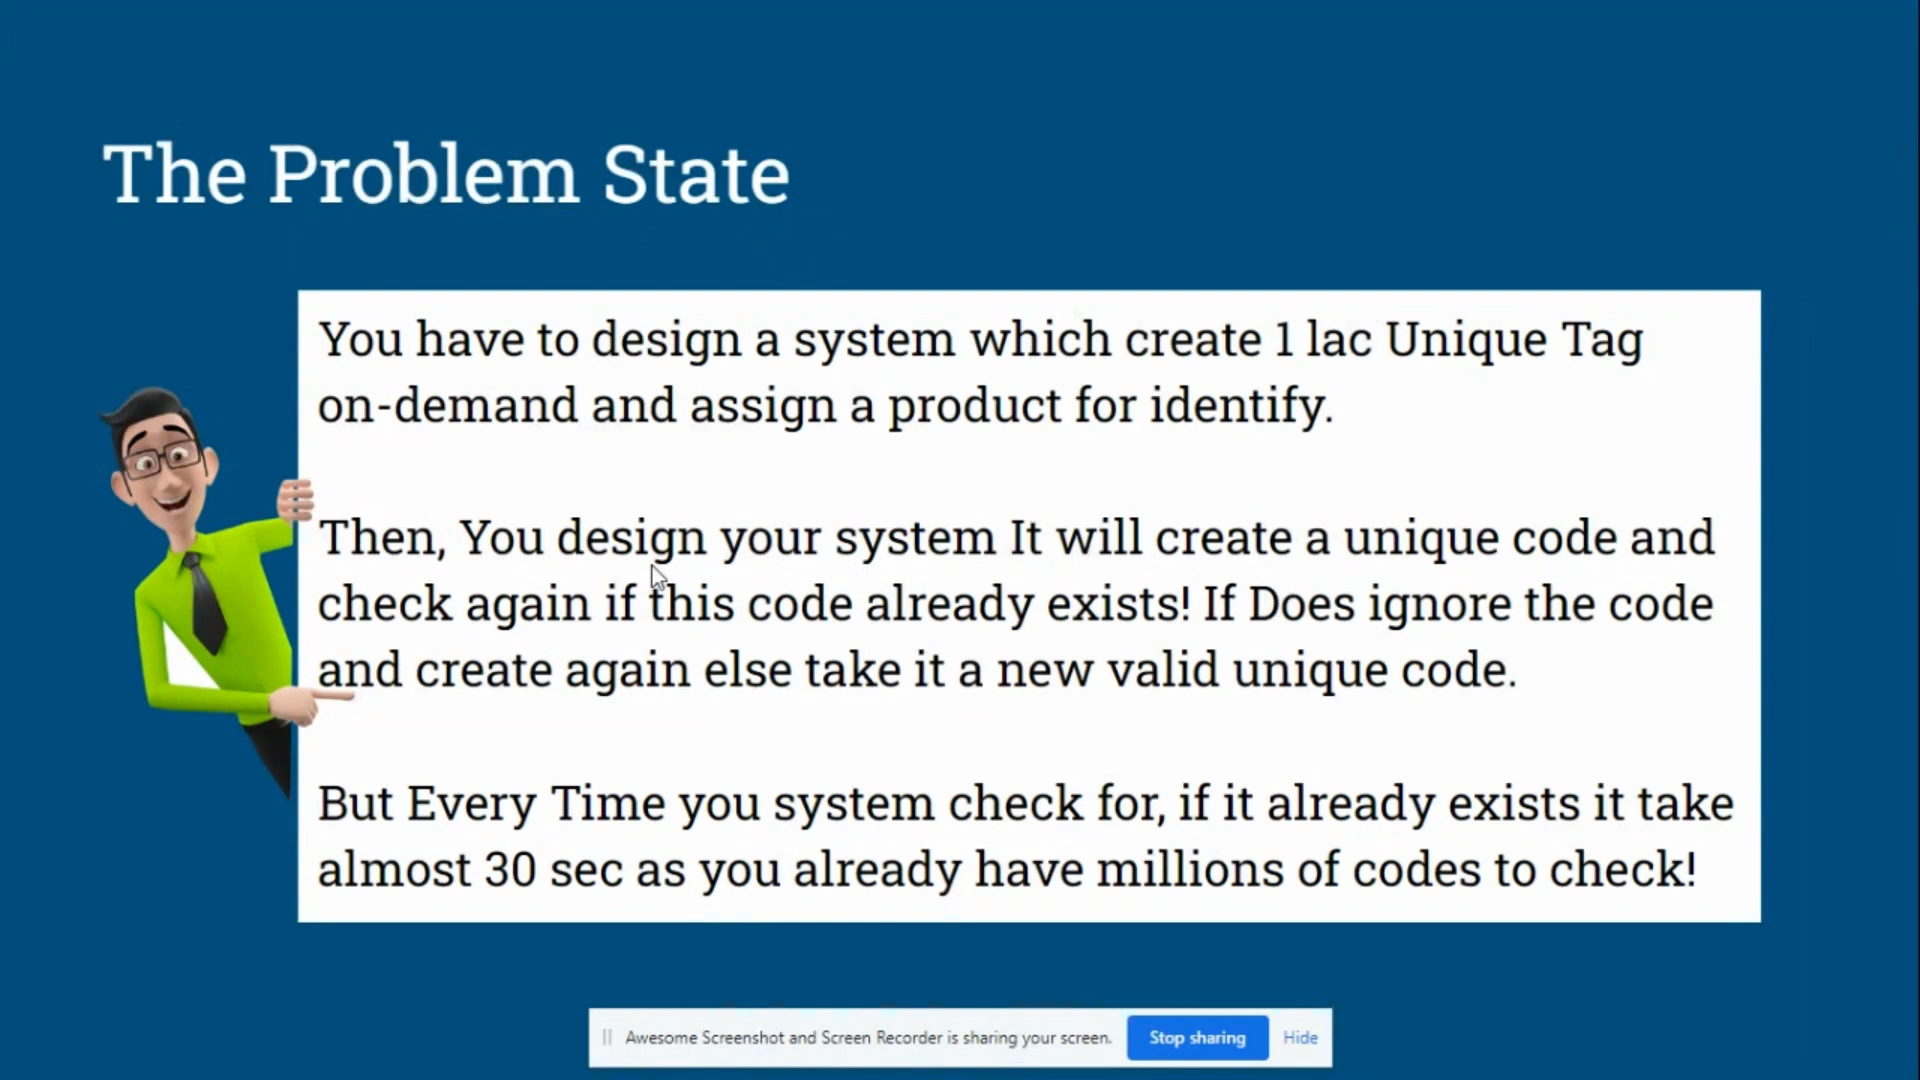 The Problem State
You have to design a system which create 1 lac Unique Tag
on-demand and assign a product for identify.
Then, You design your system It will create a unique code and
check again if this code already exists! If Does ignore the code
and create again else take it a new valid unique code.
But Every Time you system check for, if it already exists it take
almost 30 sec as you already have millions of codes to check!
Awesome Screenshot and Screen Recorder is sharing your screen. Stop sharing Hide